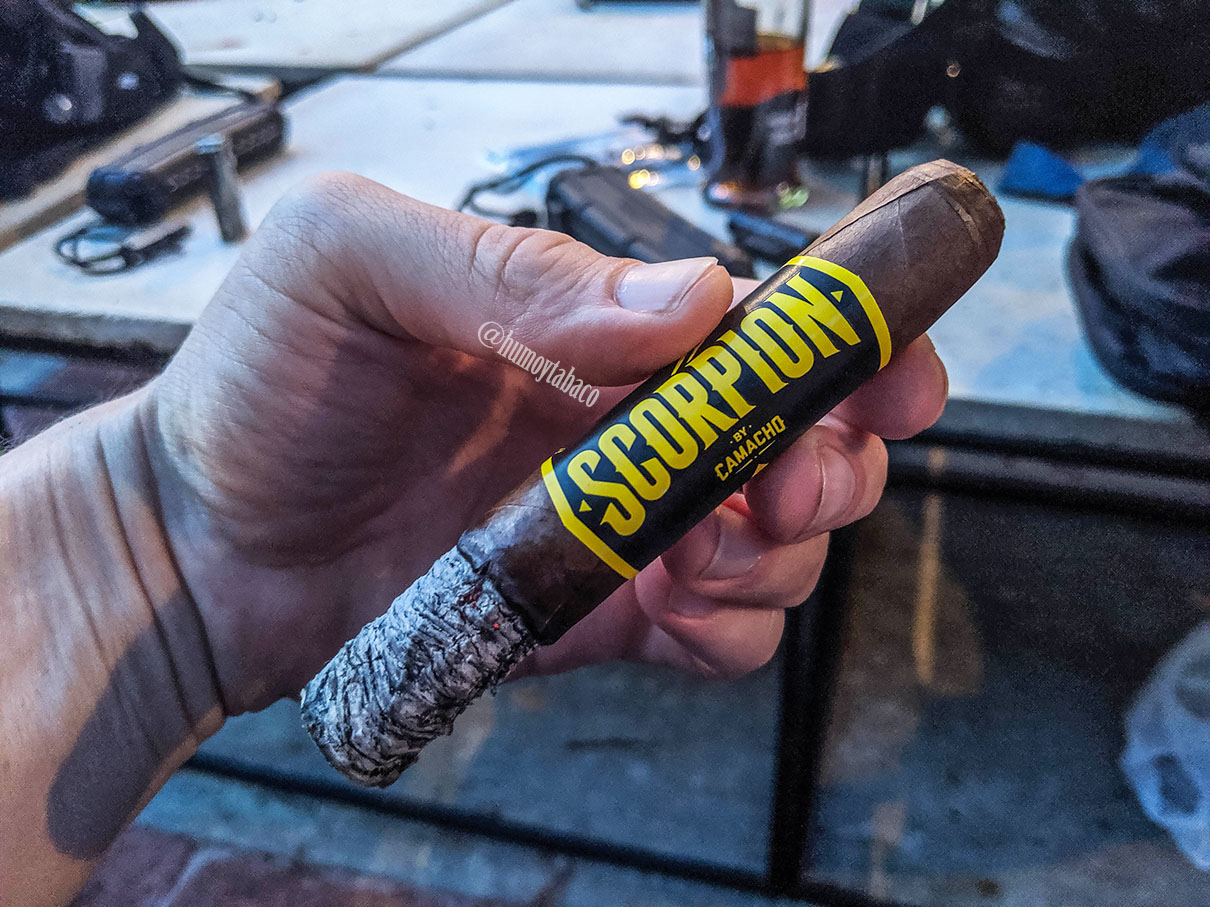 @humoytabaco
SCORPION
· BY ·
CAMACHO